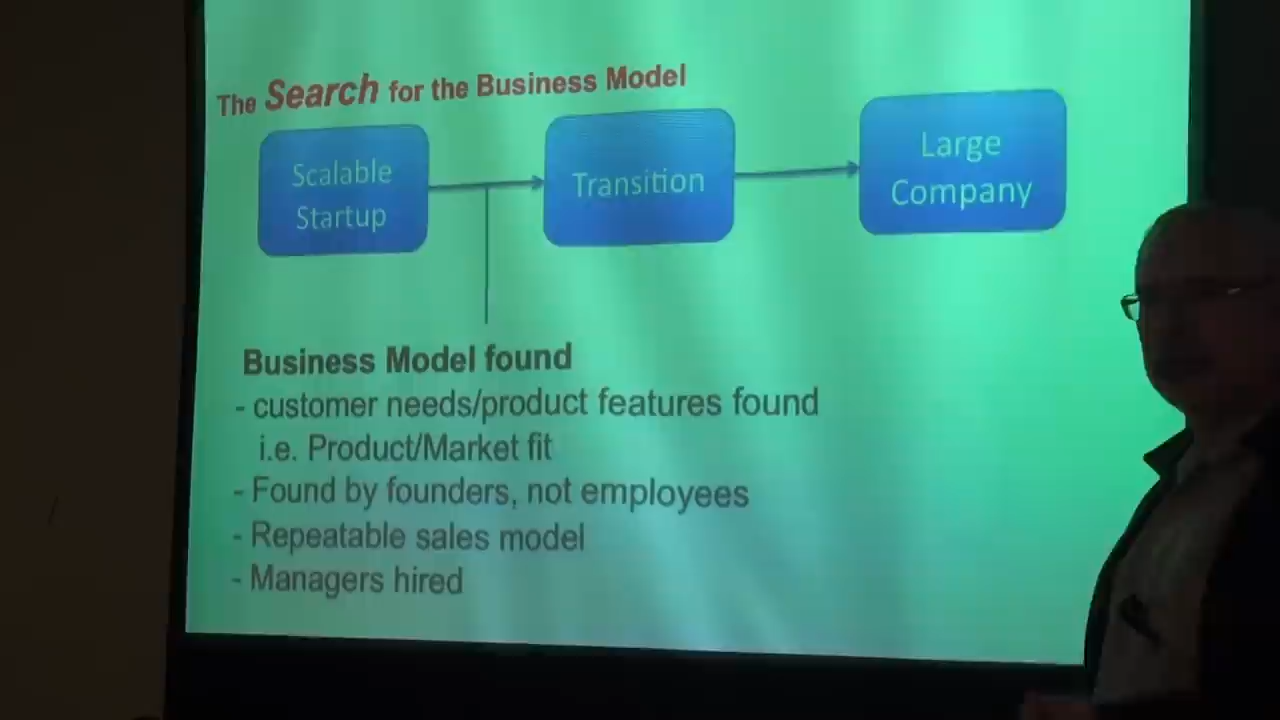 The Search for the Business Model
Scalable
Startup
Transition
Large
Company
Business Model found
- customer needs/product features found
i.e. Product/Market fit
- Found by founders, not employees
- Repeatable sales model
- Managers hired